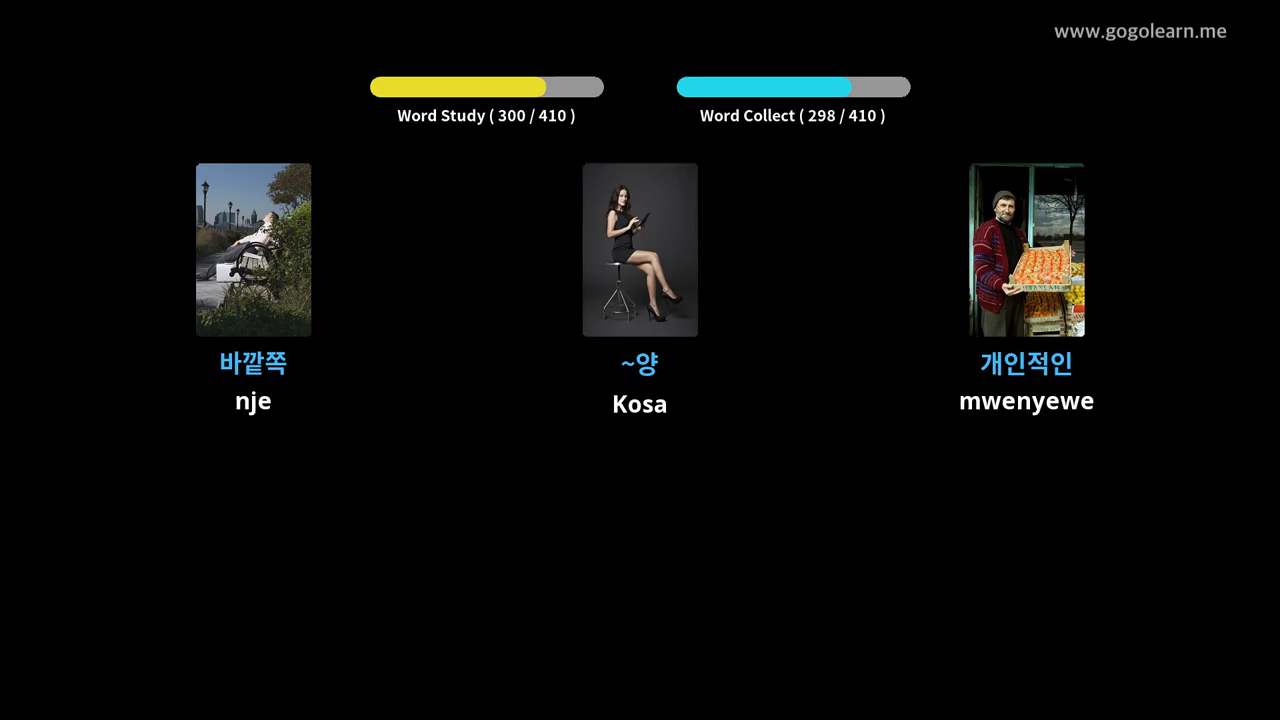 www.gogolearn.me
Word Study ( 300 / 410 )
Word Collect ( 298 / 410 )
바깥쪽
nje
~양
Kosa
개인적인
mwenyewe